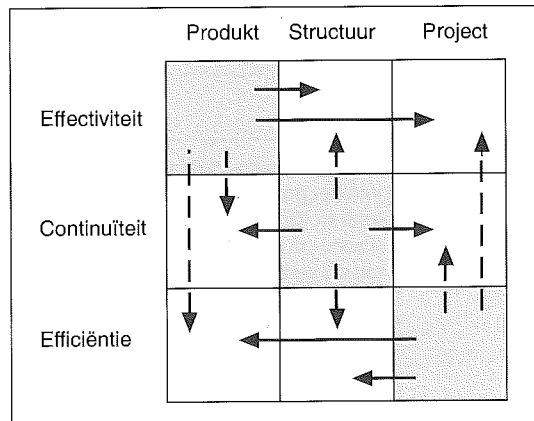 Produkt Structuur Project
Effectiviteit
Continuïteit
Efficiëntie